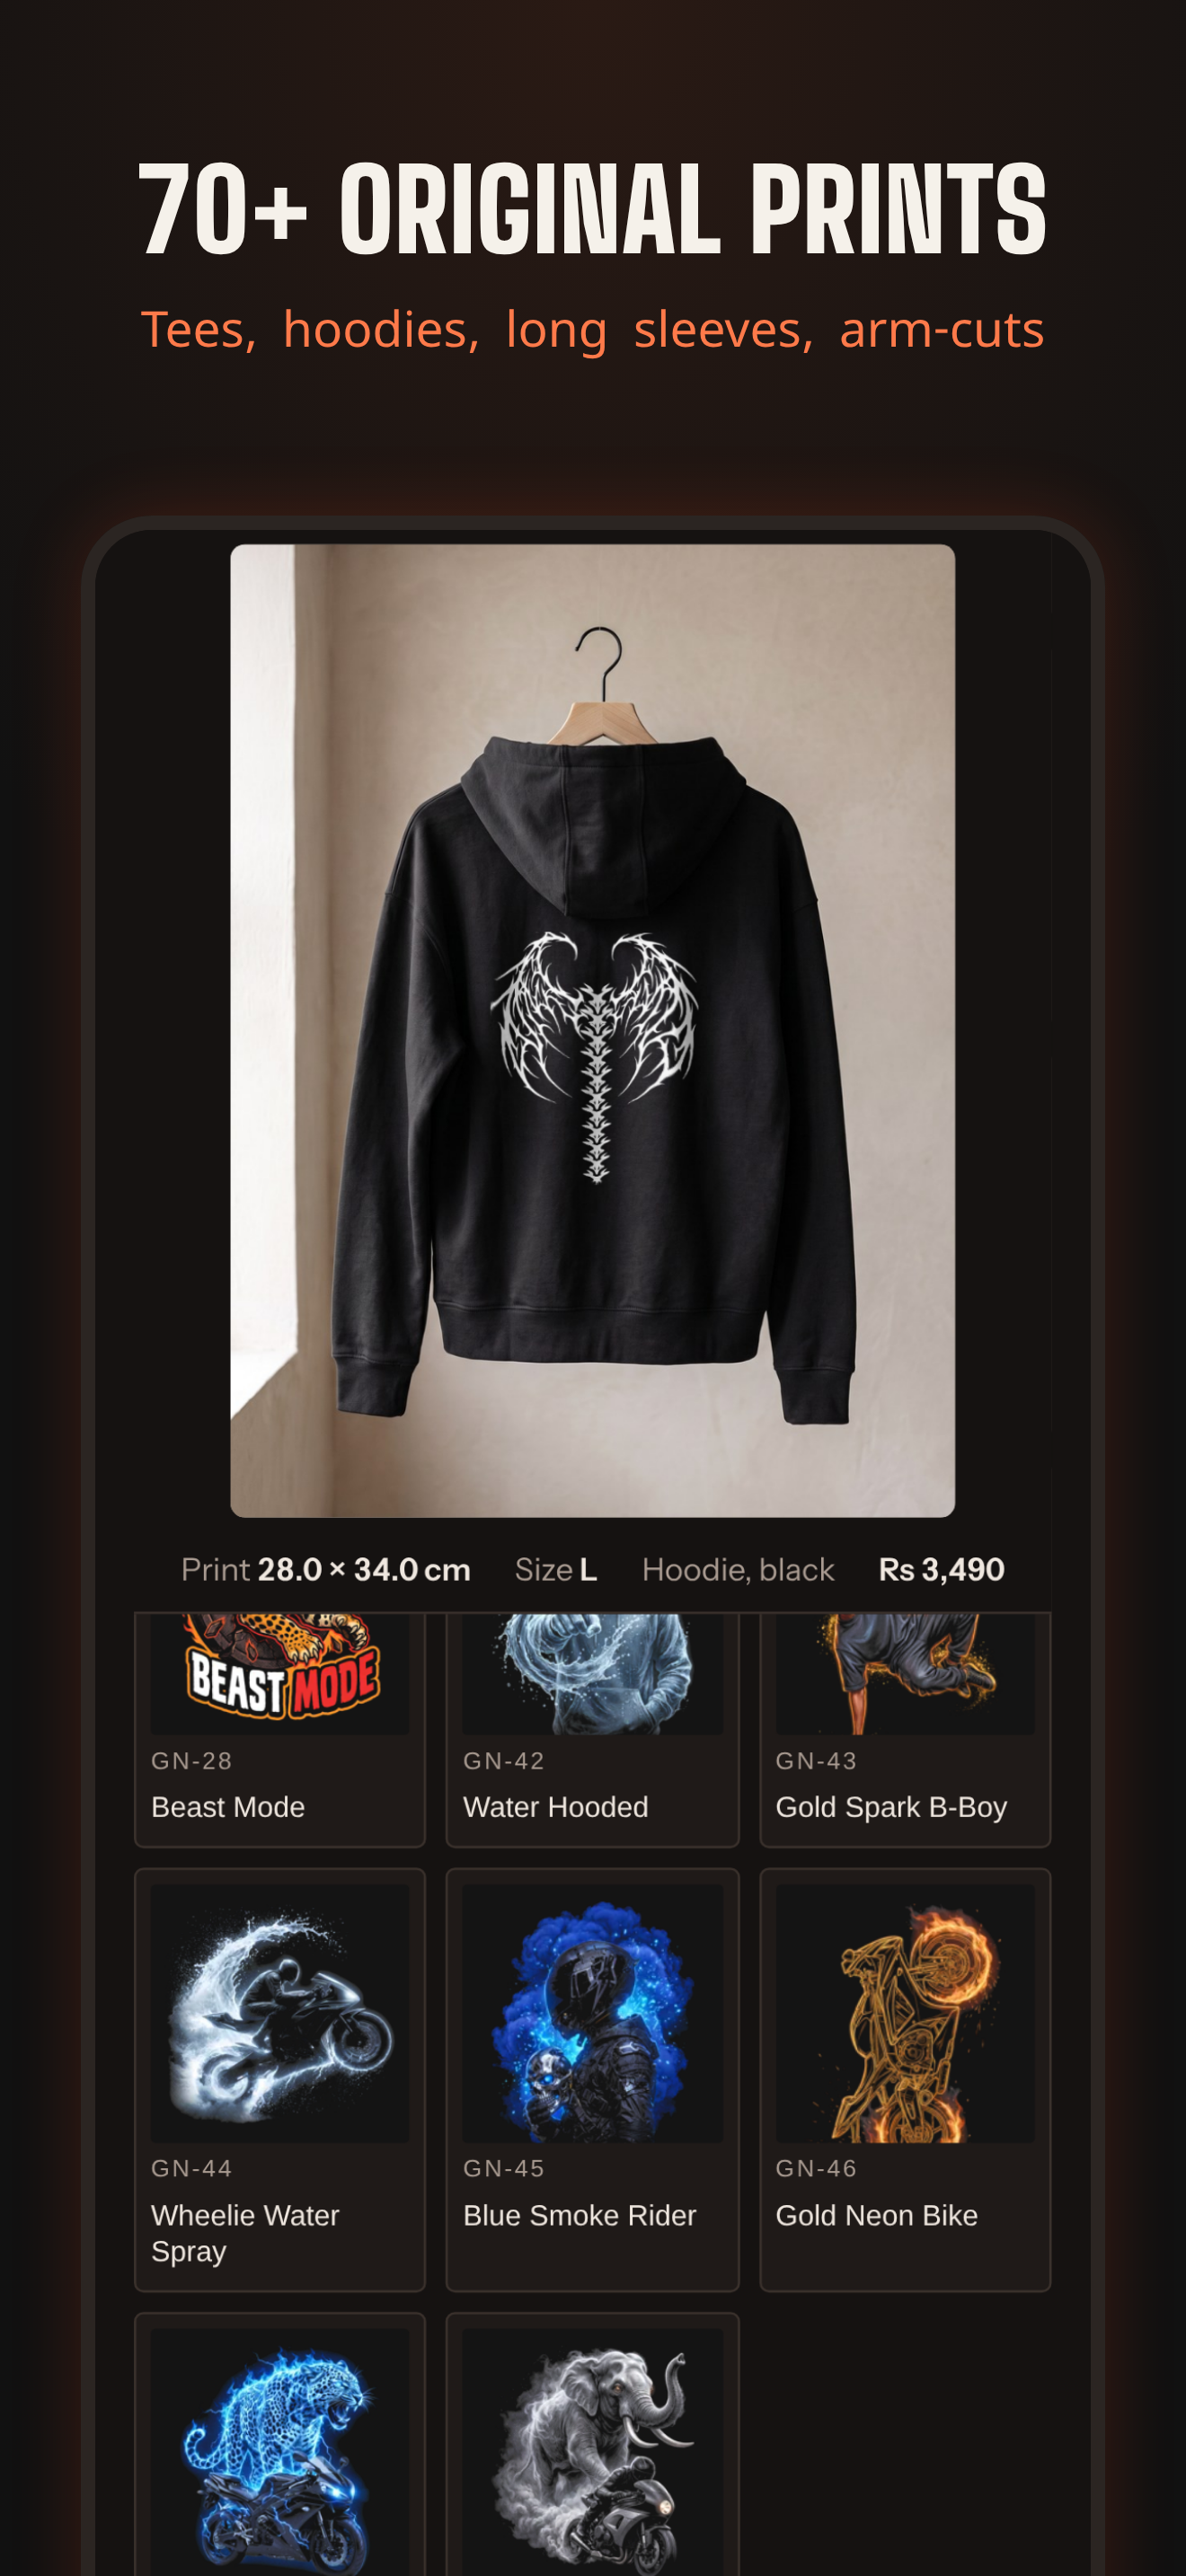 70+ ORIGINAL PRINTS
Tees, hoodies, long sleeves, arm-cuts
Print 28.0 × 34.0 cm Size L Hoodie, black Rs 3,490
BEAST MODE
GN-28 GN-42 GN-43
Beast Mode Water Hooded Gold Spark B-Boy
GN-44 GN-45 GN-46
Wheelie Water Blue Smoke Rider Gold Neon Bike
Spray